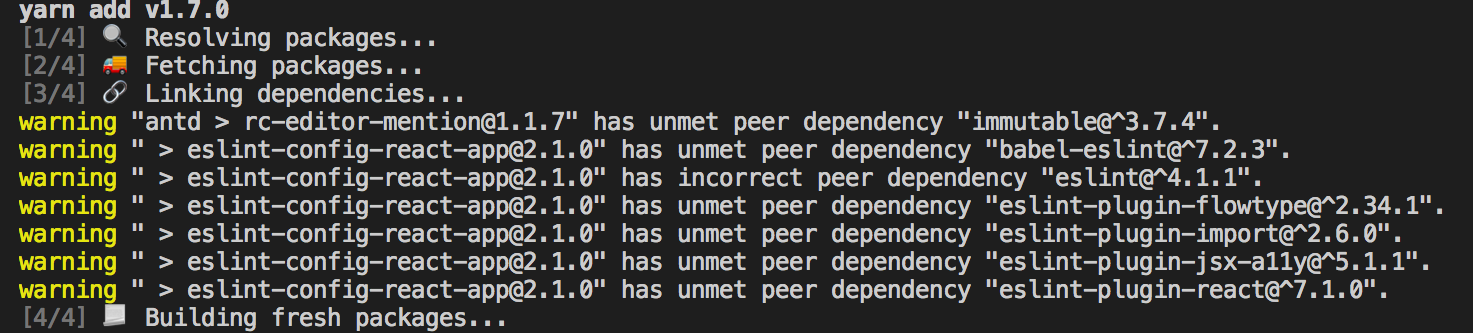 yarn add v1.7.0
[1/4] 🔍 Resolving packages...
[2/4] 🚚 Fetching packages...
[3/4] 🔗 Linking dependencies...
warning "antd > rc-editor-mention@1.1.7" has unmet peer dependency "immutable@^3.7.4".
warning " > eslint-config-react-app@2.1.0" has unmet peer dependency "babel-eslint@^7.2.3".
warning " > eslint-config-react-app@2.1.0" has incorrect peer dependency "eslint@^4.1.1".
warning " > eslint-config-react-app@2.1.0" has unmet peer dependency "eslint-plugin-flowtype@^2.34.1".
warning " > eslint-config-react-app@2.1.0" has unmet peer dependency "eslint-plugin-import@^2.6.0".
warning " > eslint-config-react-app@2.1.0" has unmet peer dependency "eslint-plugin-jsx-a11y@^5.1.1".
warning " > eslint-config-react-app@2.1.0" has unmet peer dependency "eslint-plugin-react@^7.1.0".
[4/4] 📃 Building fresh packages...